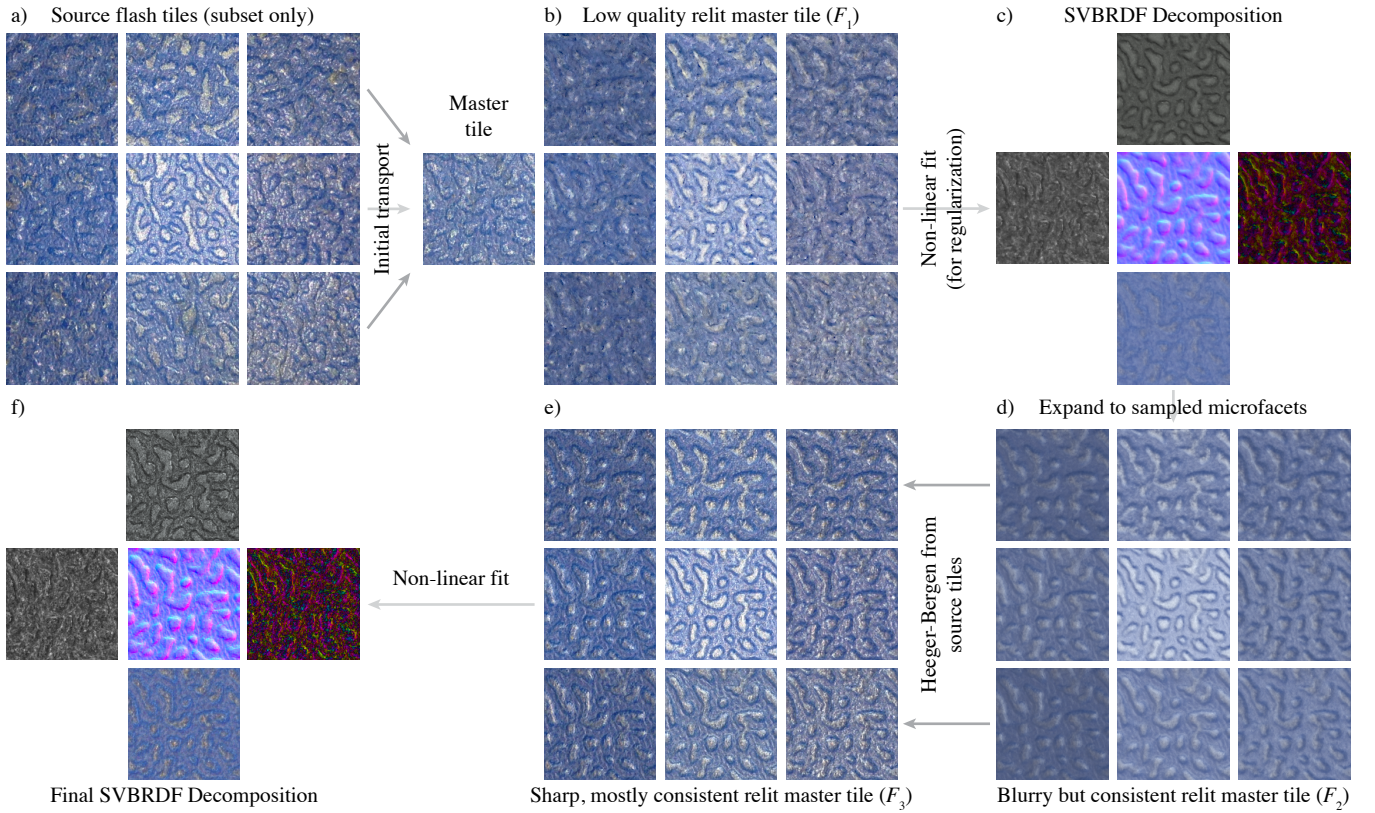 a) Source flash tiles (subset only)
b) Low quality relit master tile (F1)
c) SVBRDF Decomposition
Master
tile
Initial transport
Non-linear fit
(for regularization)
f)
e)
d) Expand to sampled microfacets
Non-linear fit
Heeger-Bergen from
source tiles
Final SVBRDF Decomposition
Sharp, mostly consistent relit master tile (F3)
Blurry but consistent relit master tile (F2)